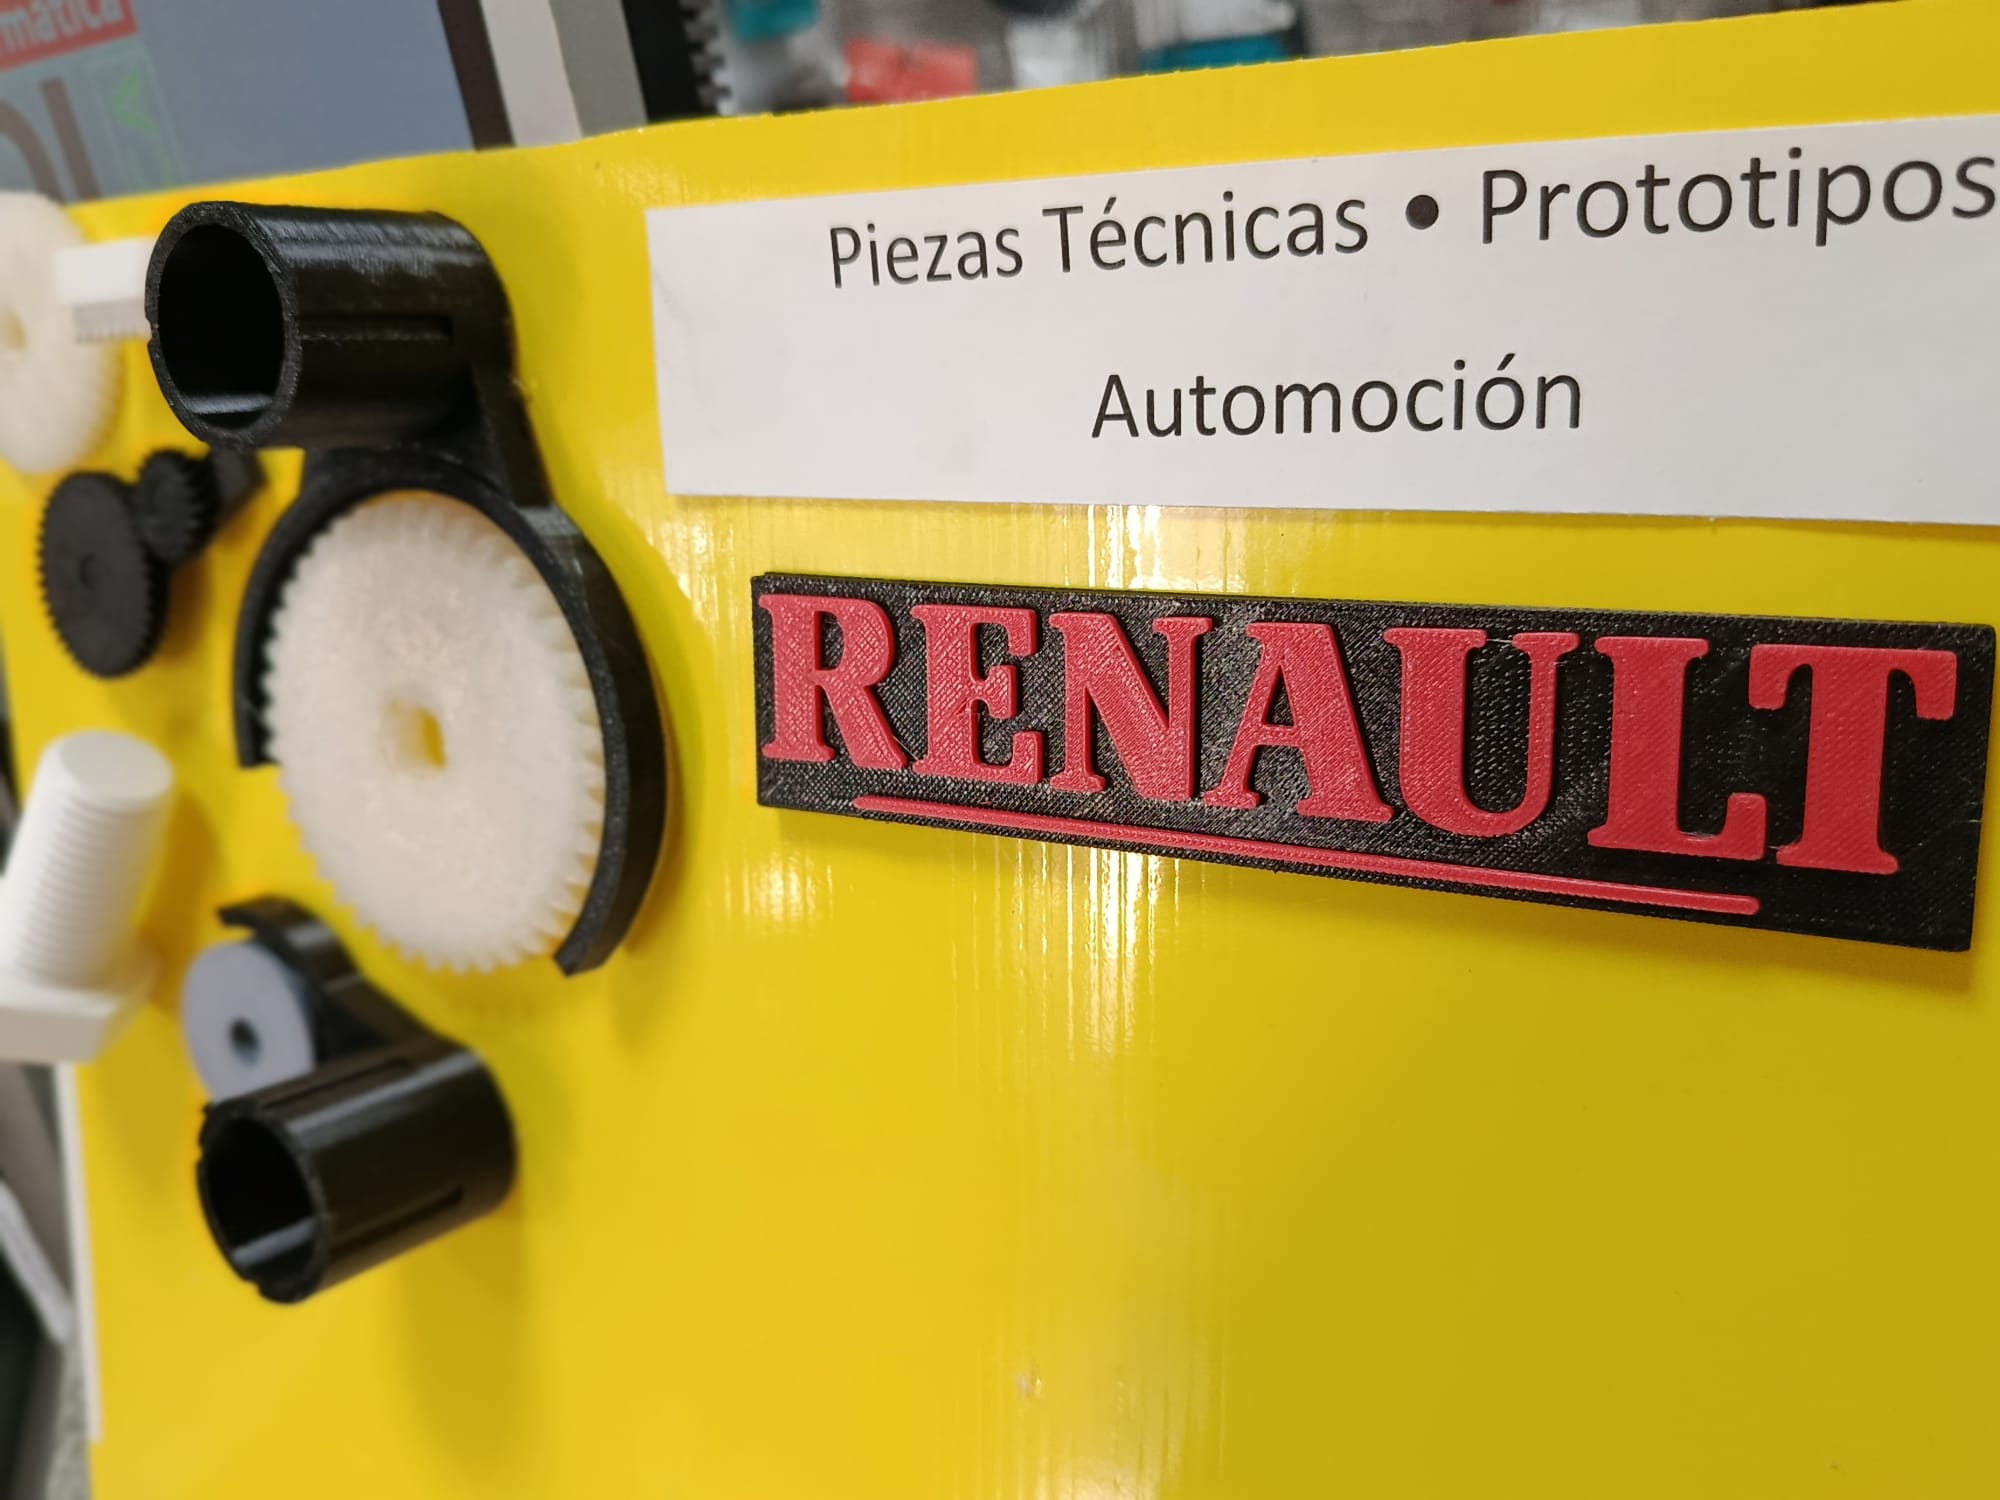 Piezas Técnicas • Prototipos
Automoción
RENAULT